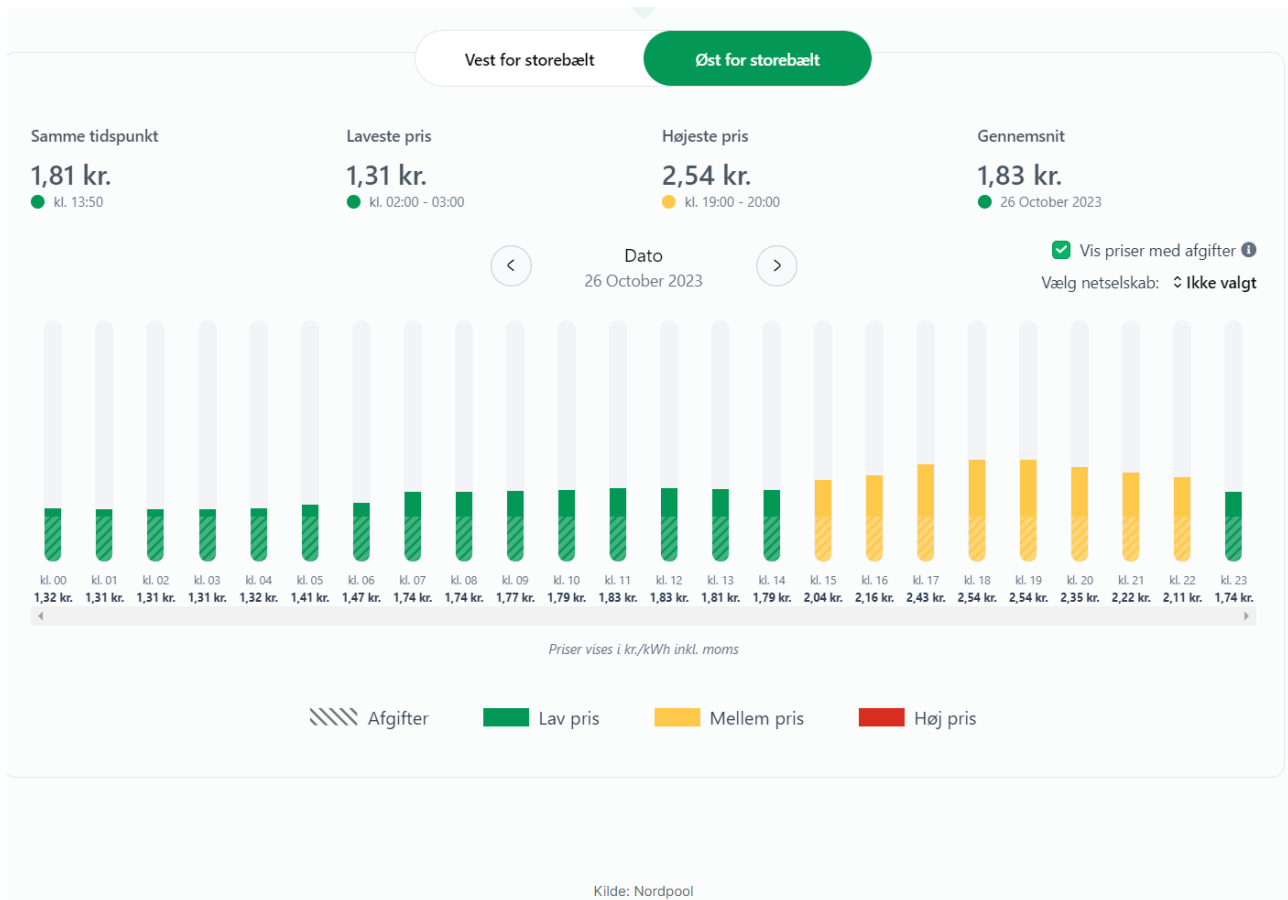 Vest for storebælt
Øst for storebælt
Samme tidspunkt
1,81 kr.
kl. 13:50
Laveste pris
1,31 kr.
kl. 02:00 - 03:00
Højeste pris
2,54 kr.
kl. 19:00 - 20:00
Gennemsnit
1,83 kr.
26 October 2023
Dato
26 October 2023
Vis priser med afgifter
Vælg netselskab: Ikke valgt
kl. 00 kl. 01 kl. 02 kl. 03 kl. 04 kl. 05 kl. 06 kl. 07 kl. 08 kl. 09 kl. 10 kl. 11 kl. 12 kl. 13 kl. 14 kl. 15 kl. 16 kl. 17 kl. 18 kl. 19 kl. 20 kl. 21 kl. 22 kl. 23
1,32 kr. 1,31 kr. 1,31 kr. 1,31 kr. 1,32 kr. 1,41 kr. 1,47 kr. 1,74 kr. 1,74 kr. 1,77 kr. 1,79 kr. 1,83 kr. 1,83 kr. 1,81 kr. 1,79 kr. 2,04 kr. 2,16 kr. 2,43 kr. 2,54 kr. 2,54 kr. 2,35 kr. 2,22 kr. 2,11 kr. 1,74 kr.
Priser vises i kr./kWh inkl. moms
Afgifter
Lav pris
Mellem pris
Høj pris
Kilde: Nordpool